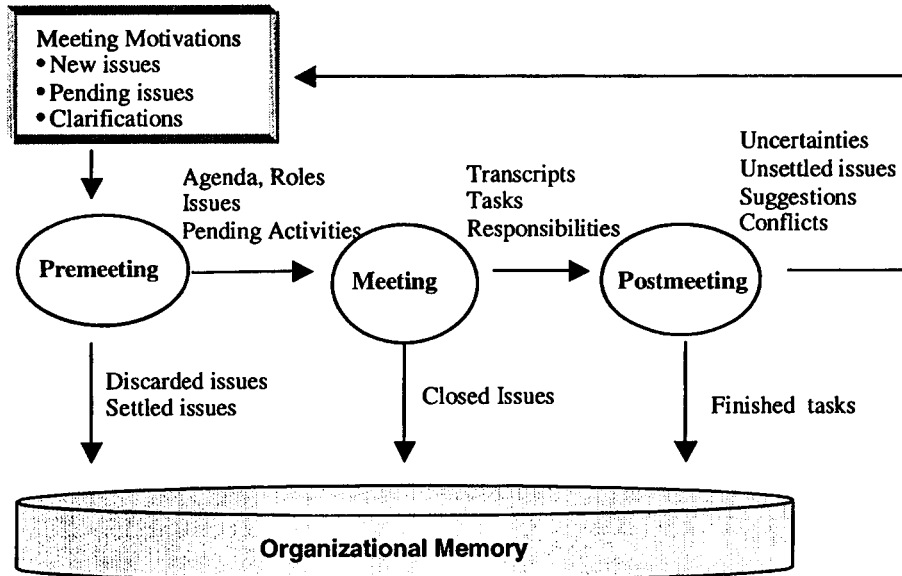 Meeting Motivations
•New issues
•Pending issues
•Clarifications
Agenda, Roles
Issues
Pending Activities
Transcripts
Tasks
Responsibilities
Uncertainties
Unsettled issues
Suggestions
Conflicts
Premeeting
Meeting
Postmeeting
Discarded issues
Settled issues
Closed Issues
Finished tasks
Organizational Memory